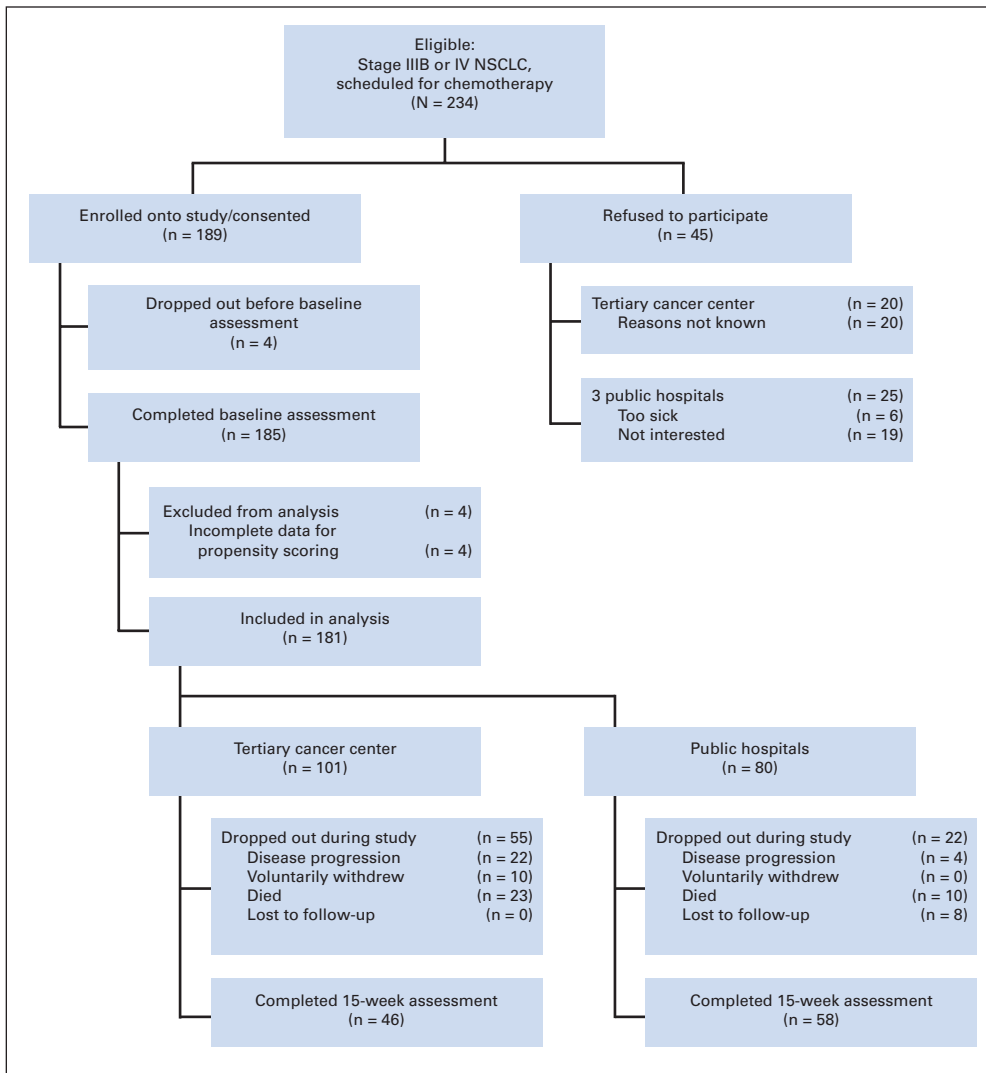 Eligible:
Stage IIIB or IV NSCLC,
scheduled for chemotherapy
(N = 234)
Enrolled onto study/consented
(n = 189)
Refused to participate
(n = 45)
Dropped out before baseline
assessment
(n = 4)
Tertiary cancer center (n = 20)
Reasons not known (n = 20)
Completed baseline assessment
(n = 185)
3 public hospitals (n = 25)
Too sick (n = 6)
Not interested (n = 19)
Excluded from analysis (n = 4)
Incomplete data for
propensity scoring (n = 4)
Included in analysis
(n = 181)
Tertiary cancer center
(n = 101)
Public hospitals
(n = 80)
Dropped out during study (n = 55)
Disease progression (n = 22)
Voluntarily withdrew (n = 10)
Died (n = 23)
Lost to follow-up (n = 0)
Dropped out during study (n = 22)
Disease progression (n = 4)
Voluntarily withdrew (n = 0)
Died (n = 10)
Lost to follow-up (n = 8)
Completed 15-week assessment
(n = 46)
Completed 15-week assessment
(n = 58)